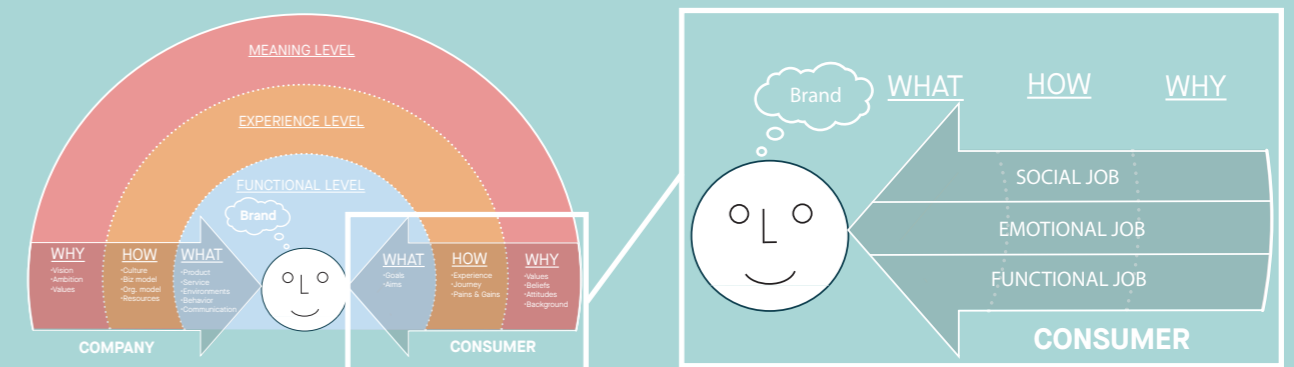 MEANING LEVEL
EXPERIENCE LEVEL
FUNCTIONAL LEVEL
Brand
WHY
·Vision
·Ambition
·Values
HOW
·Culture
·Biz model
·Org. model
·Resources
WHAT
·Product
·Service
·Environments
·Behavior
·Communication
WHAT
·Goals
·Aims
HOW
·Experience
·Journey
·Pains & Gains
WHY
·Values
·Beliefs
·Attitudes
·Background
COMPANY
CONSUMER
Brand
WHAT
HOW
WHY
SOCIAL JOB
EMOTIONAL JOB
FUNCTIONAL JOB
CONSUMER